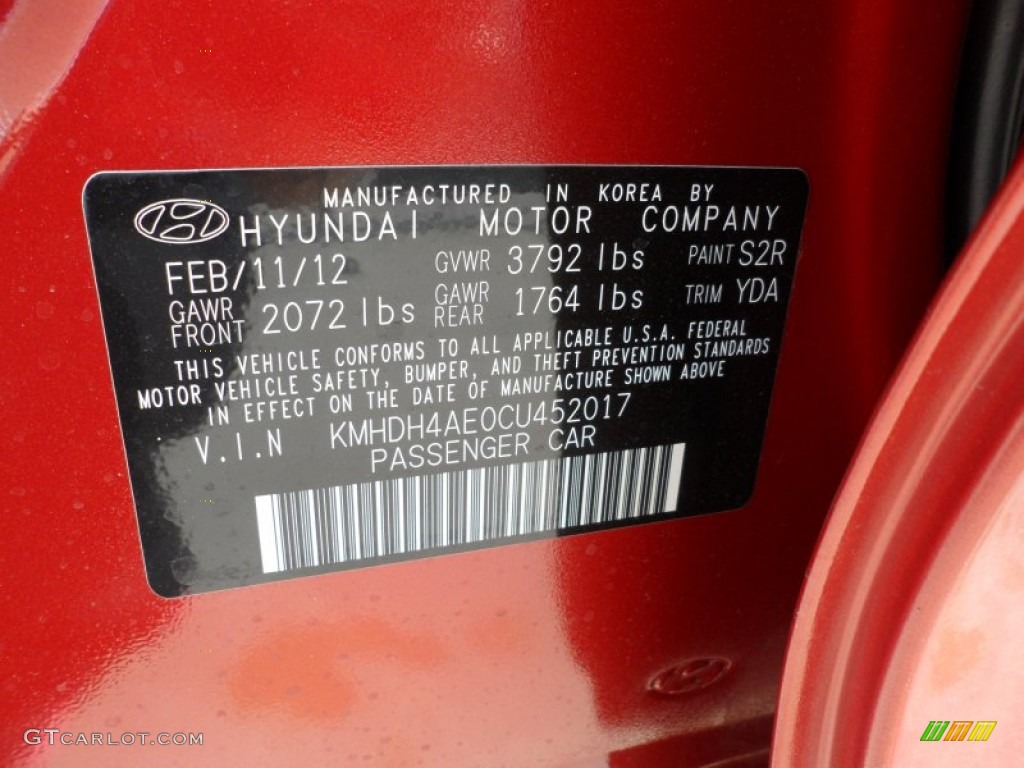 MANUFACTURED IN KOREA BY
HYUNDAI MOTOR COMPANY
FEB/11/12 GVWR 3792 lbs PAINT S2R
GAWR FRONT 2072 lbs GAWR REAR 1764 lbs TRIM YDA
THIS VEHICLE CONFORMS TO ALL APPLICABLE U.S.A. FEDERAL
MOTOR VEHICLE SAFETY, BUMPER, AND THEFT PREVENTION STANDARDS
IN EFFECT ON THE DATE OF MANUFACTURE SHOWN ABOVE
V.I.N KMHDH4AE0CU452017
PASSENGER CAR
GTCARLOT.COM